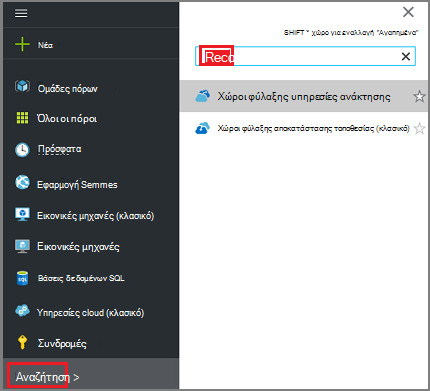 Νέα
Ομάδες πόρων
Όλοι οι πόροι
Πρόσφατα
Εφαρμογή Semmes
Εικονικές μηχανές (κλασικό)
Εικονικές μηχανές
SQL
Βάσεις δεδομένων SQL
Υπηρεσίες cloud (κλασικό)
Συνδρομές
Αναζήτηση >
SHIFT * χώρο για εναλλαγή "Αγαπημένα"
Reco
Χώροι φύλαξης υπηρεσίες ανάκτησης
Χώροι φύλαξης αποκατάστασης τοποθεσίας (κλασικό)